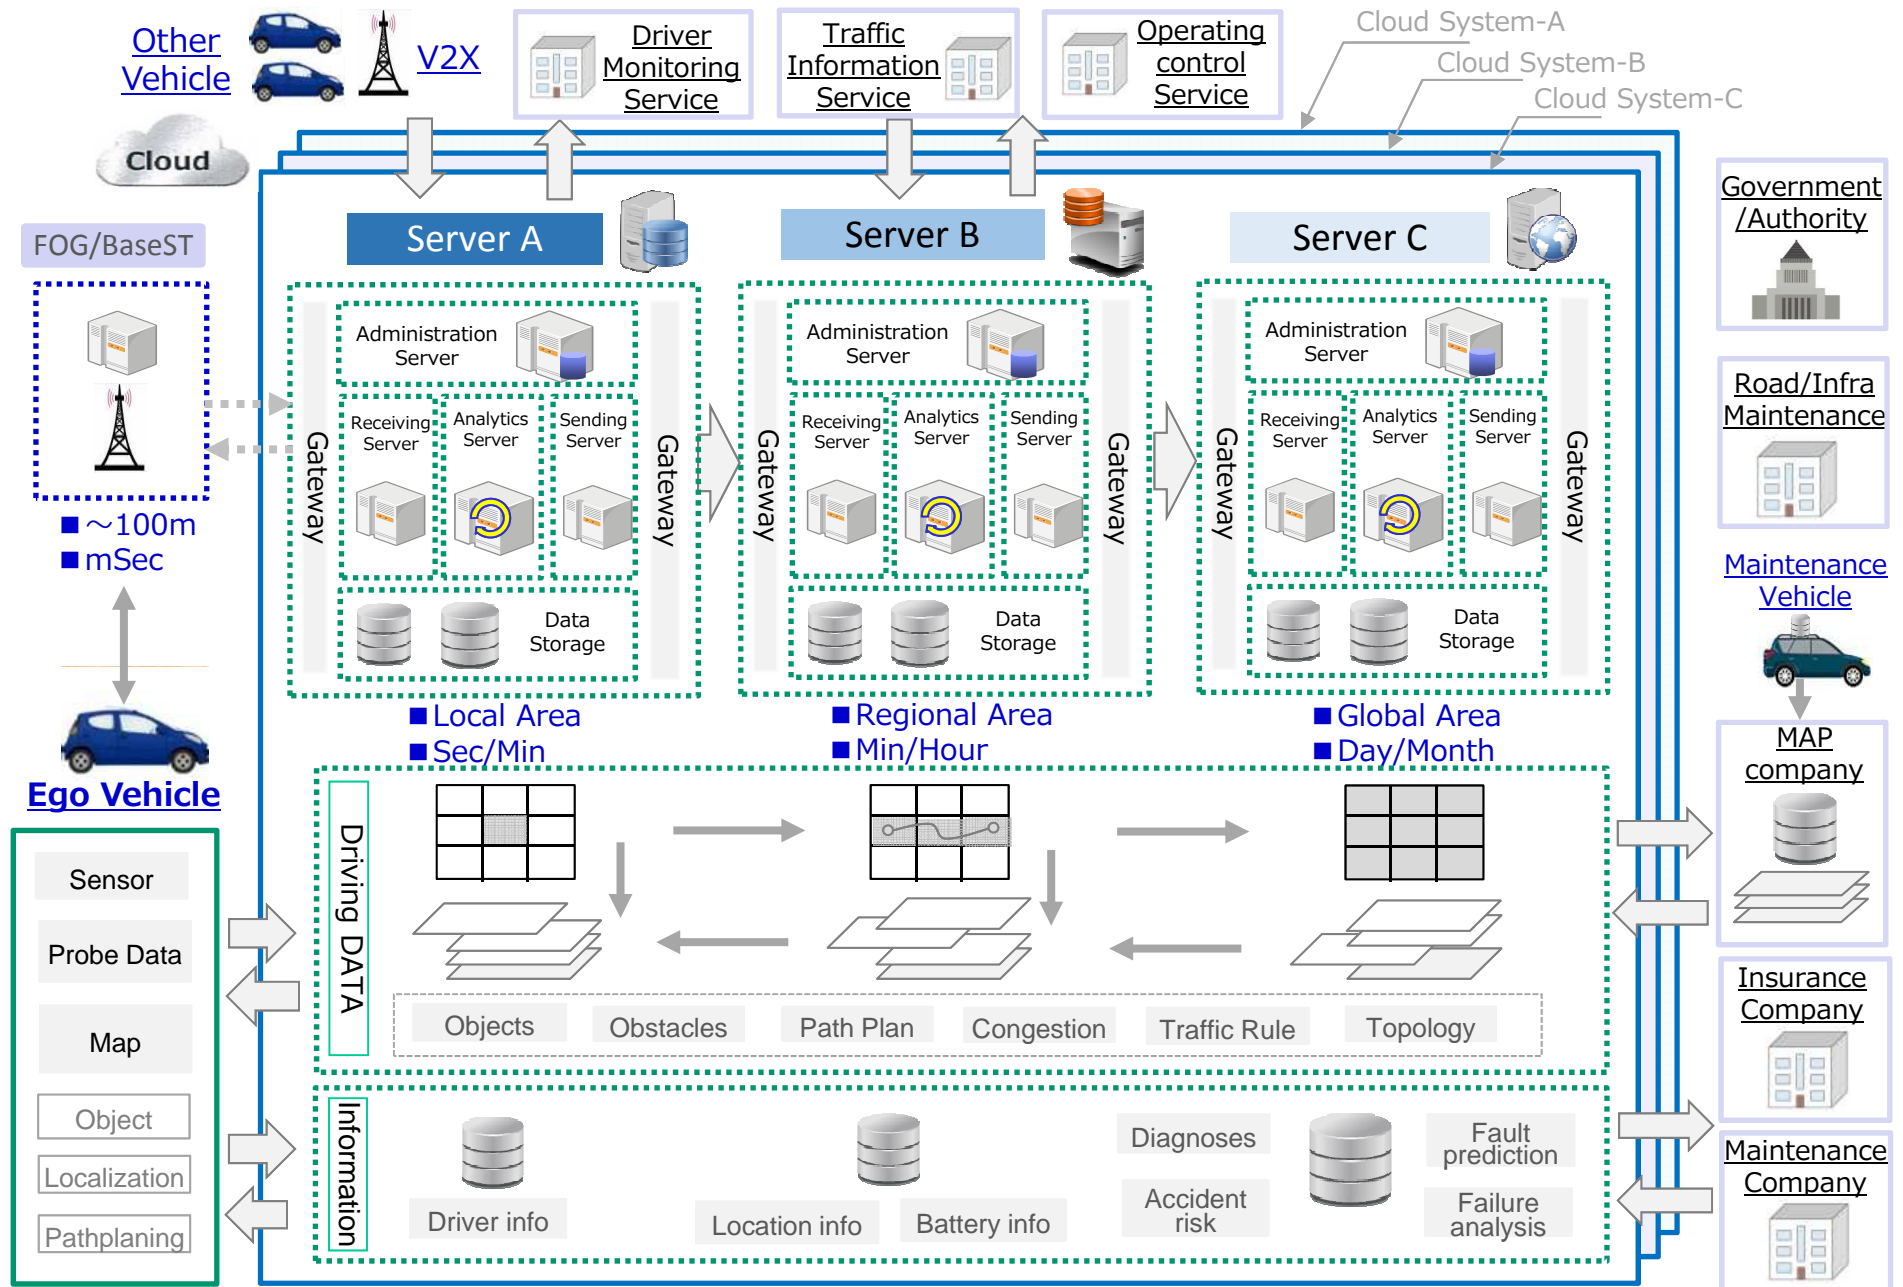 Other
Vehicle
V2X
Driver
Monitoring
Service
Traffic
Information
Service
Operating
control
Service
Cloud System-A
Cloud System-B
Cloud System-C
Cloud
FOG/BaseST
Server A
Server B
Server C
Government
/Authority
Gateway
Administration
Server
Receiving
Server
Analytics
Server
Sending
Server
Data
Storage
Gateway
Gateway
Administration
Server
Receiving
Server
Analytics
Server
Sending
Server
Data
Storage
Gateway
Gateway
Administration
Server
Receiving
Server
Analytics
Server
Sending
Server
Data
Storage
Gateway
Road/Infra
Maintenance
■ ～100m
■ mSec
Maintenance
Vehicle
■ Local Area
■ Sec/Min
■ Regional Area
■ Min/Hour
■ Global Area
■ Day/Month
MAP
company
Ego Vehicle
Sensor
Probe Data
Map
Object
Localization
Pathplaning
Driving DATA
Objects
Obstacles
Path Plan
Congestion
Traffic Rule
Topology
Insurance
Company
Information
Driver info
Location info
Battery info
Diagnoses
Accident
risk
Fault
prediction
Failure
analysis
Maintenance
Company